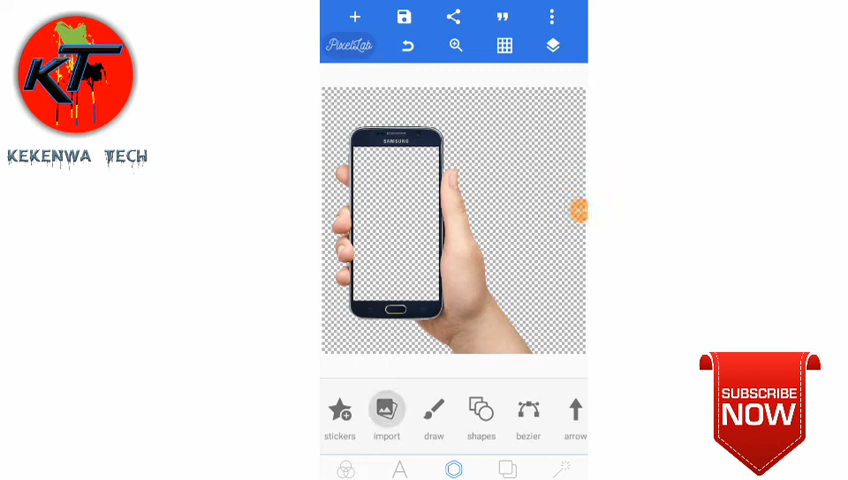 KT
KEKENWA TECH
PixelLab
SAMSUNG
stickers
import
draw
shapes
bezier
arrow
A
SUBSCRIBE
NOW